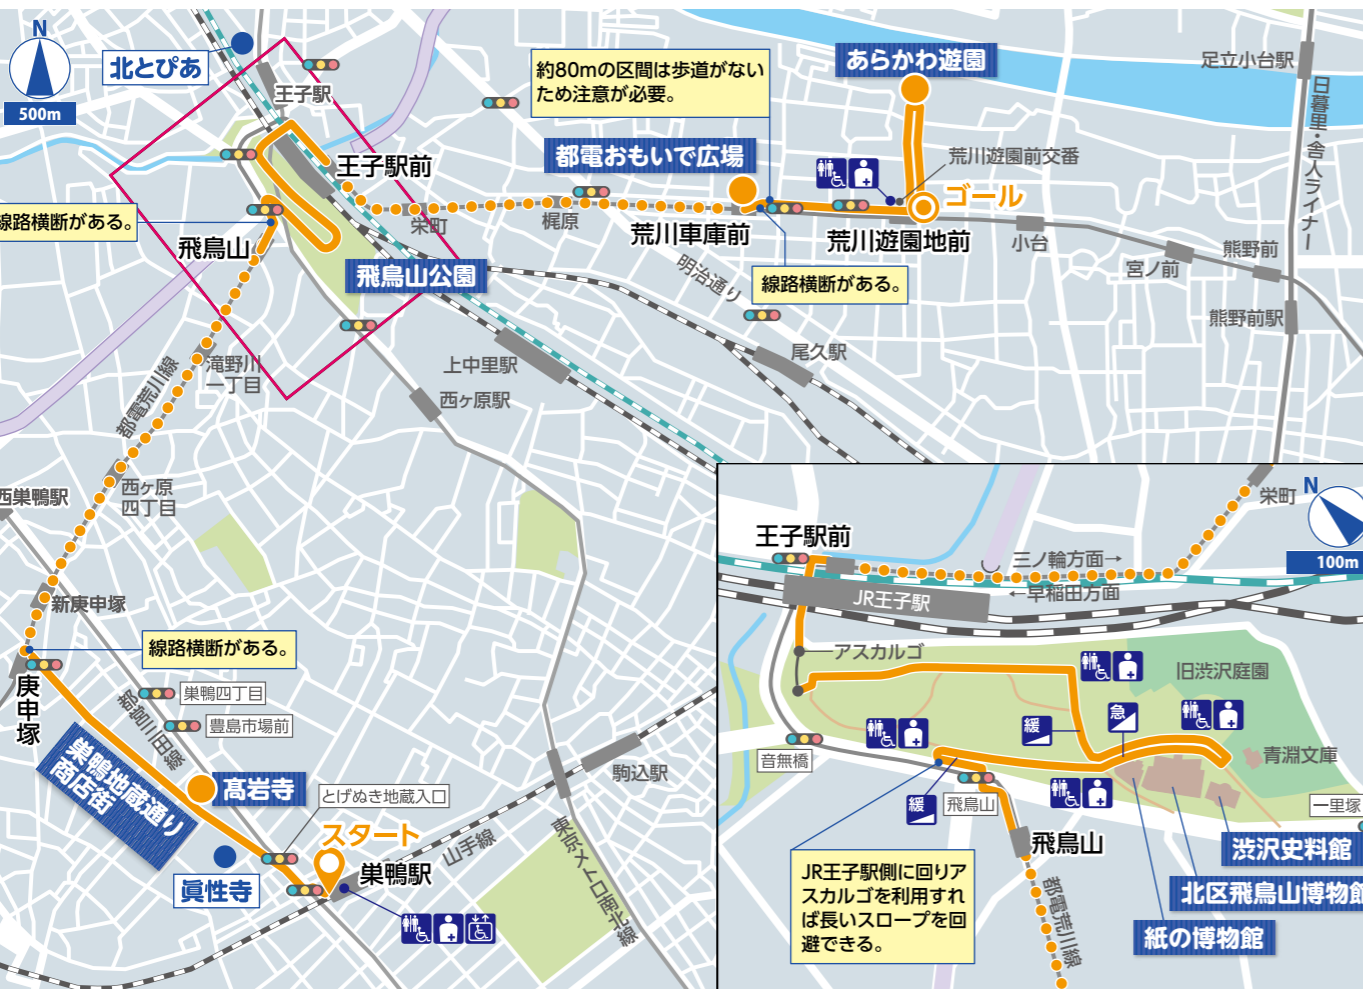 N
500m
北とぴあ
王子駅
約80mの区間は歩道がない
ため注意が必要。
あらかわ遊園
足立小台駅
日暮里・舎人ライナー
都電おもいで広場
荒川遊園前交番
ゴール
王子駅前
線路横断がある。
飛鳥山
栄町
梶原
荒川車庫前
荒川遊園地前
小台
宮ノ前
熊野前
熊野前駅
飛鳥山公園
明治通り
線路横断がある。
尾久駅
上中里駅
西ヶ原駅
滝野川
一丁目
都電荒川線
西ヶ原
四丁目
西巣鴨駅
新庚申塚
線路横断がある。
庚申塚
巣鴨四丁目
豊島市場前
都営三田線
巣鴨地蔵通り
商店街
髙岩寺
とげぬき地蔵入口
スタート
眞性寺
巣鴨駅
山手線
駒込駅
東京メトロ南北線
N
100m
栄町
王子駅前
三ノ輪方面→
←早稲田方面
JR王子駅
アスカルゴ
旧渋沢庭園
緩
急
青淵文庫
音無橋
緩
飛鳥山
一里塚
飛鳥山
渋沢史料館
北区飛鳥山博物館
紙の博物館
JR王子駅側に回りア
スカルゴを利用すれ
ば長いスロープを回
避できる。
都電荒川線